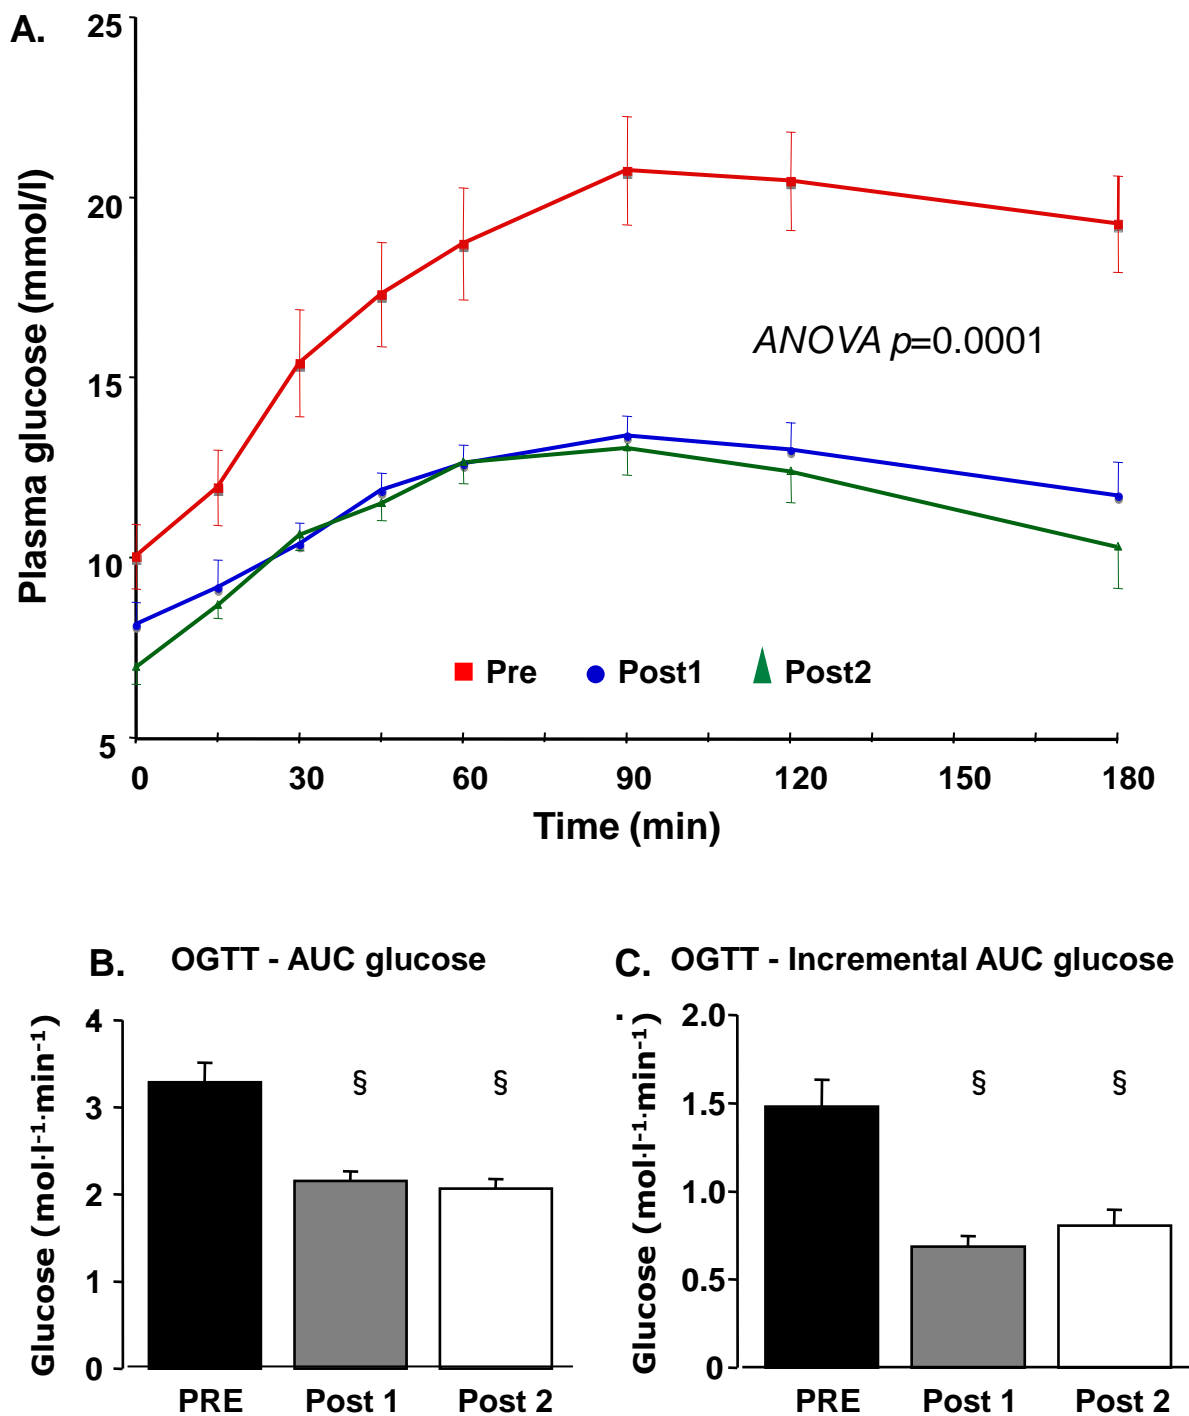 A.
25
20
15
10
5
Plasma glucose (mmol/l)
ANOVA p=0.0001
Pre Post1 Post2
0 30 60 90 120 150 180
Time (min)
B. OGTT - AUC glucose
4
3
2
1
0
Glucose (mol·l⁻¹·min⁻¹)
§ §
PRE Post 1 Post 2
C. OGTT - Incremental AUC glucose
.
2.0
1.5
1.0
0.5
0
Glucose (mol·l⁻¹·min⁻¹)
§ §
PRE Post 1 Post 2